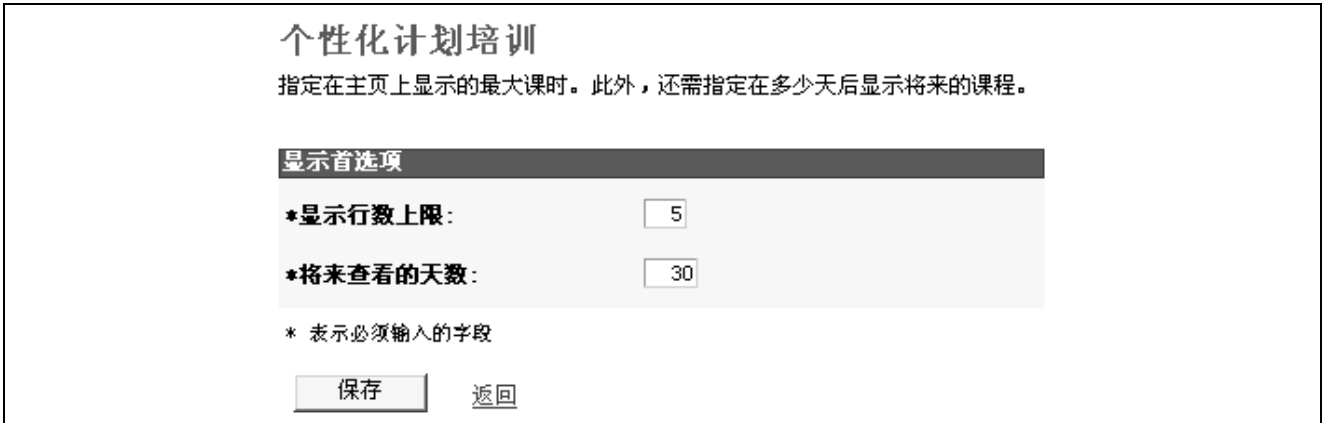 个性化计划培训
指定在主页上显示的最大课时。此外，还需指定在多少天后显示将来的课程。
显示首选项
*显示行数上限: 5
*将来查看的天数: 30
* 表示必须输入的字段
保存 返回